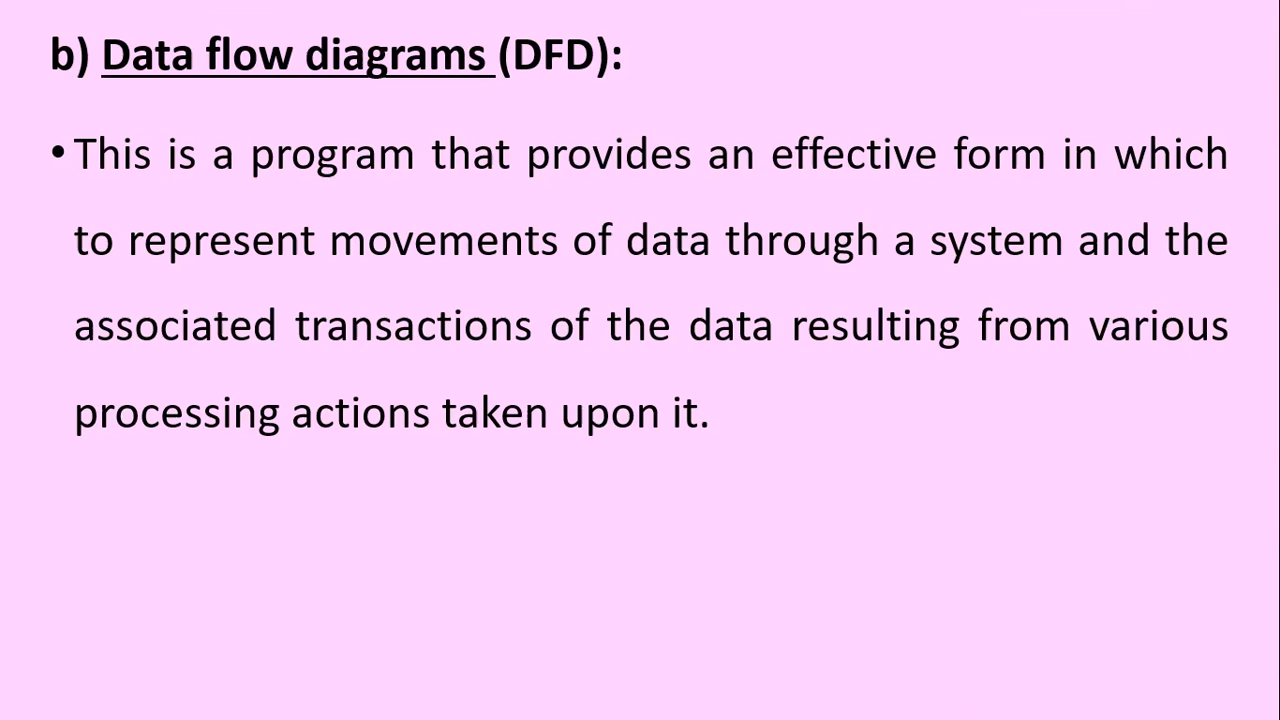 b) Data flow diagrams (DFD):
• This is a program that provides an effective form in which
to represent movements of data through a system and the
associated transactions of the data resulting from various
processing actions taken upon it.